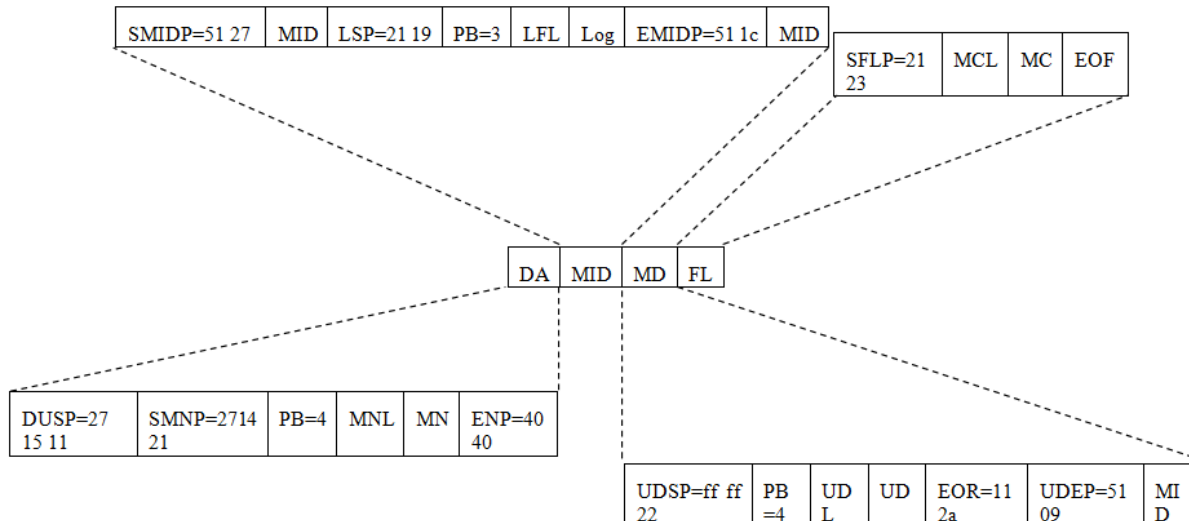 SMIDP=51 27 MID LSP=21 19 PB=3 LFL Log EMIDP=51 1c MID
SFLP=21 MCL MC EOF
23
DA MID MD FL
DUSP=27 SMNP=2714 PB=4 MNL MN ENP=40
15 11 21 40
UDSP=ff ff PB UD UD EOR=11 UDEP=51 MI
22 =4 L 2a 09 D